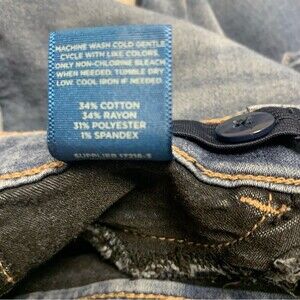 MACHINE WASH COLD GENTLE
CYCLE WITH LIKE COLORS.
ONLY NON-CHLORINE BLEACH
WHEN NEEDED. TUMBLE DRY
LOW. COOL IRON IF NEEDED.
34% COTTON
34% RAYON
31% POLYESTER
1% SPANDEX
SUPPLIER